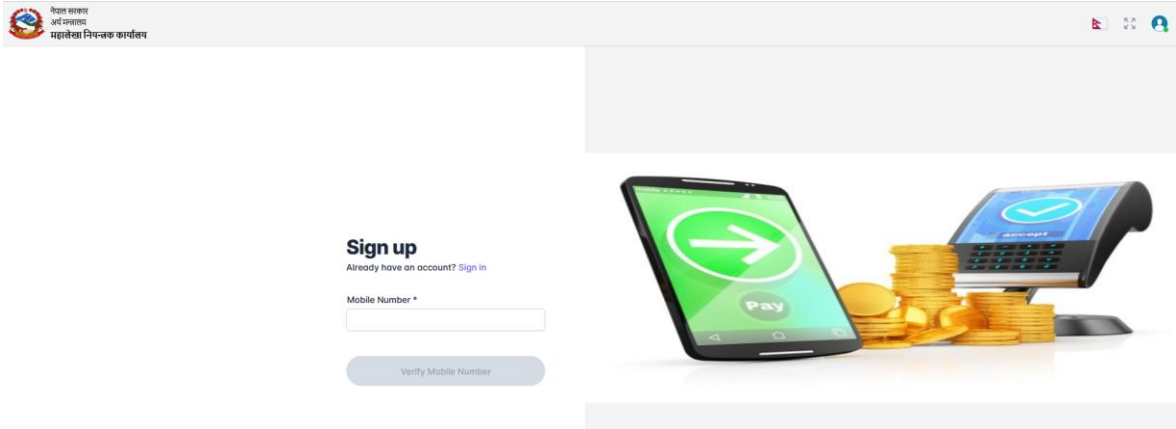 नेपाल सरकार
अर्थ मन्त्रालय
महालेखा नियन्त्रक कार्यालय
Sign up
Already have an account? Sign in
Mobile Number *
Verify Mobile Number
Pay
accept